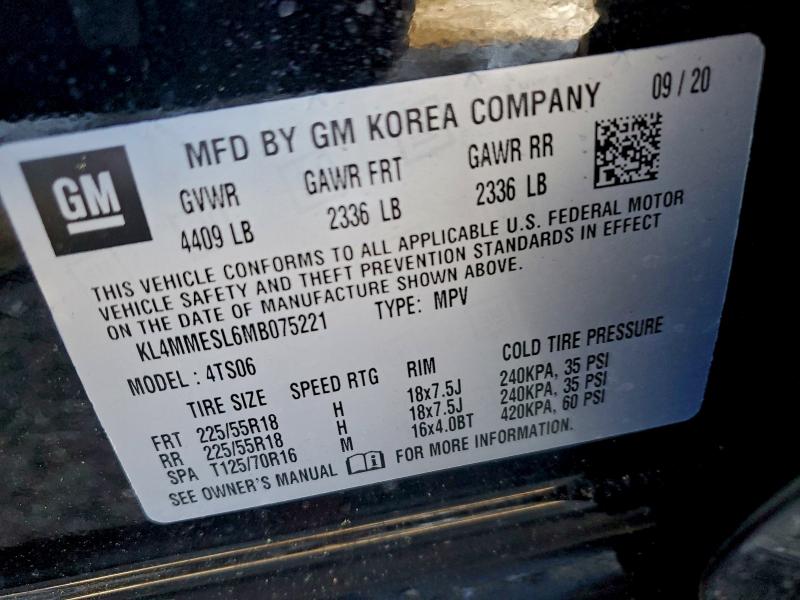 MFD BY GM KOREA COMPANY 09 / 20
GM
GVWR GAWR FRT GAWR RR
4409 LB 2336 LB 2336 LB
THIS VEHICLE CONFORMS TO ALL APPLICABLE U.S. FEDERAL MOTOR
VEHICLE SAFETY AND THEFT PREVENTION STANDARDS IN EFFECT
ON THE DATE OF MANUFACTURE SHOWN ABOVE.
KL4MMESL6MB075221 TYPE: MPV
MODEL : 4TS06
TIRE SIZE SPEED RTG RIM COLD TIRE PRESSURE
FRT 225/55R18 H 18x7.5J 240KPA, 35 PSI
RR 225/55R18 H 18x7.5J 240KPA, 35 PSI
SPA T125/70R16 M 16x4.0BT 420KPA, 60 PSI
SEE OWNER'S MANUAL FOR MORE INFORMATION.